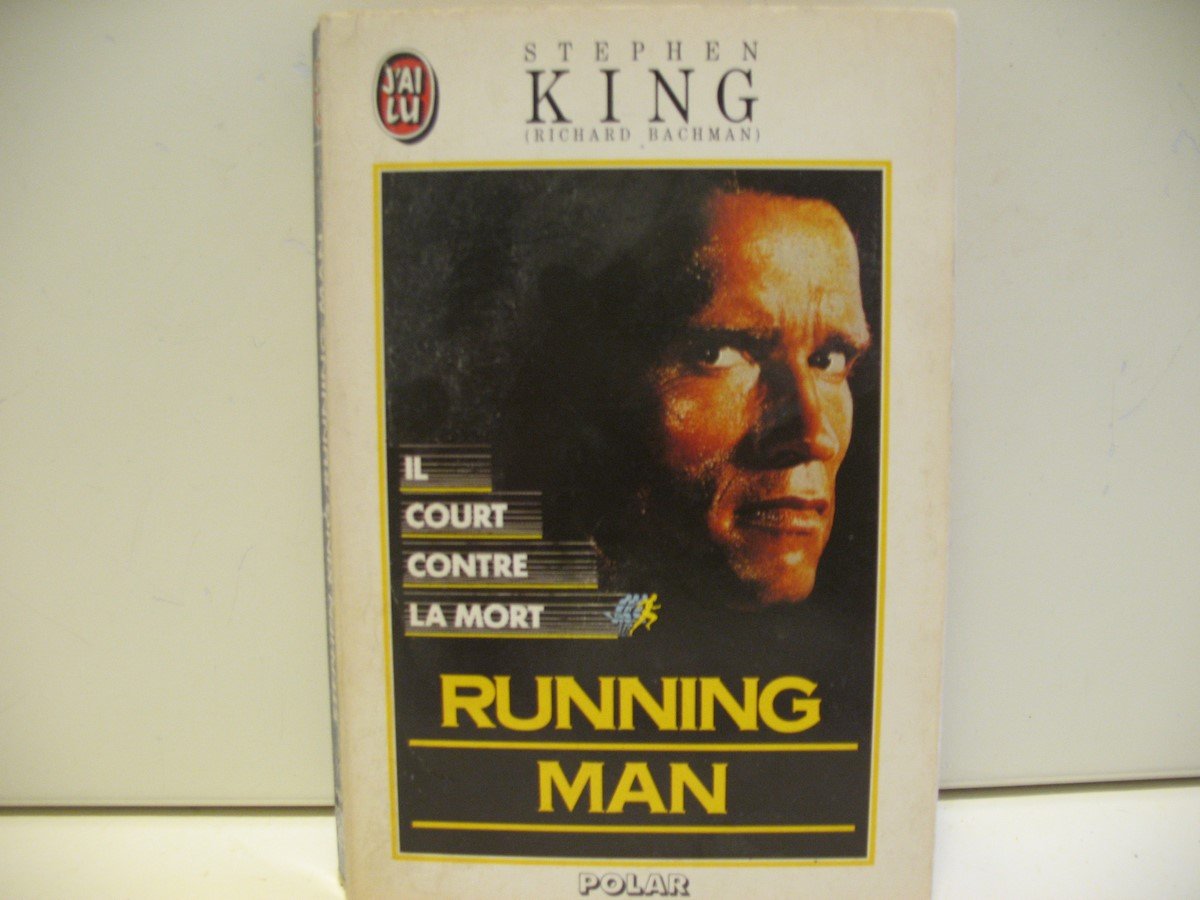 J'AI
LU
STEPHEN
KING
(RICHARD BACHMAN)
IL
COURT
CONTRE
LA MORT
RUNNING
MAN
POLAR